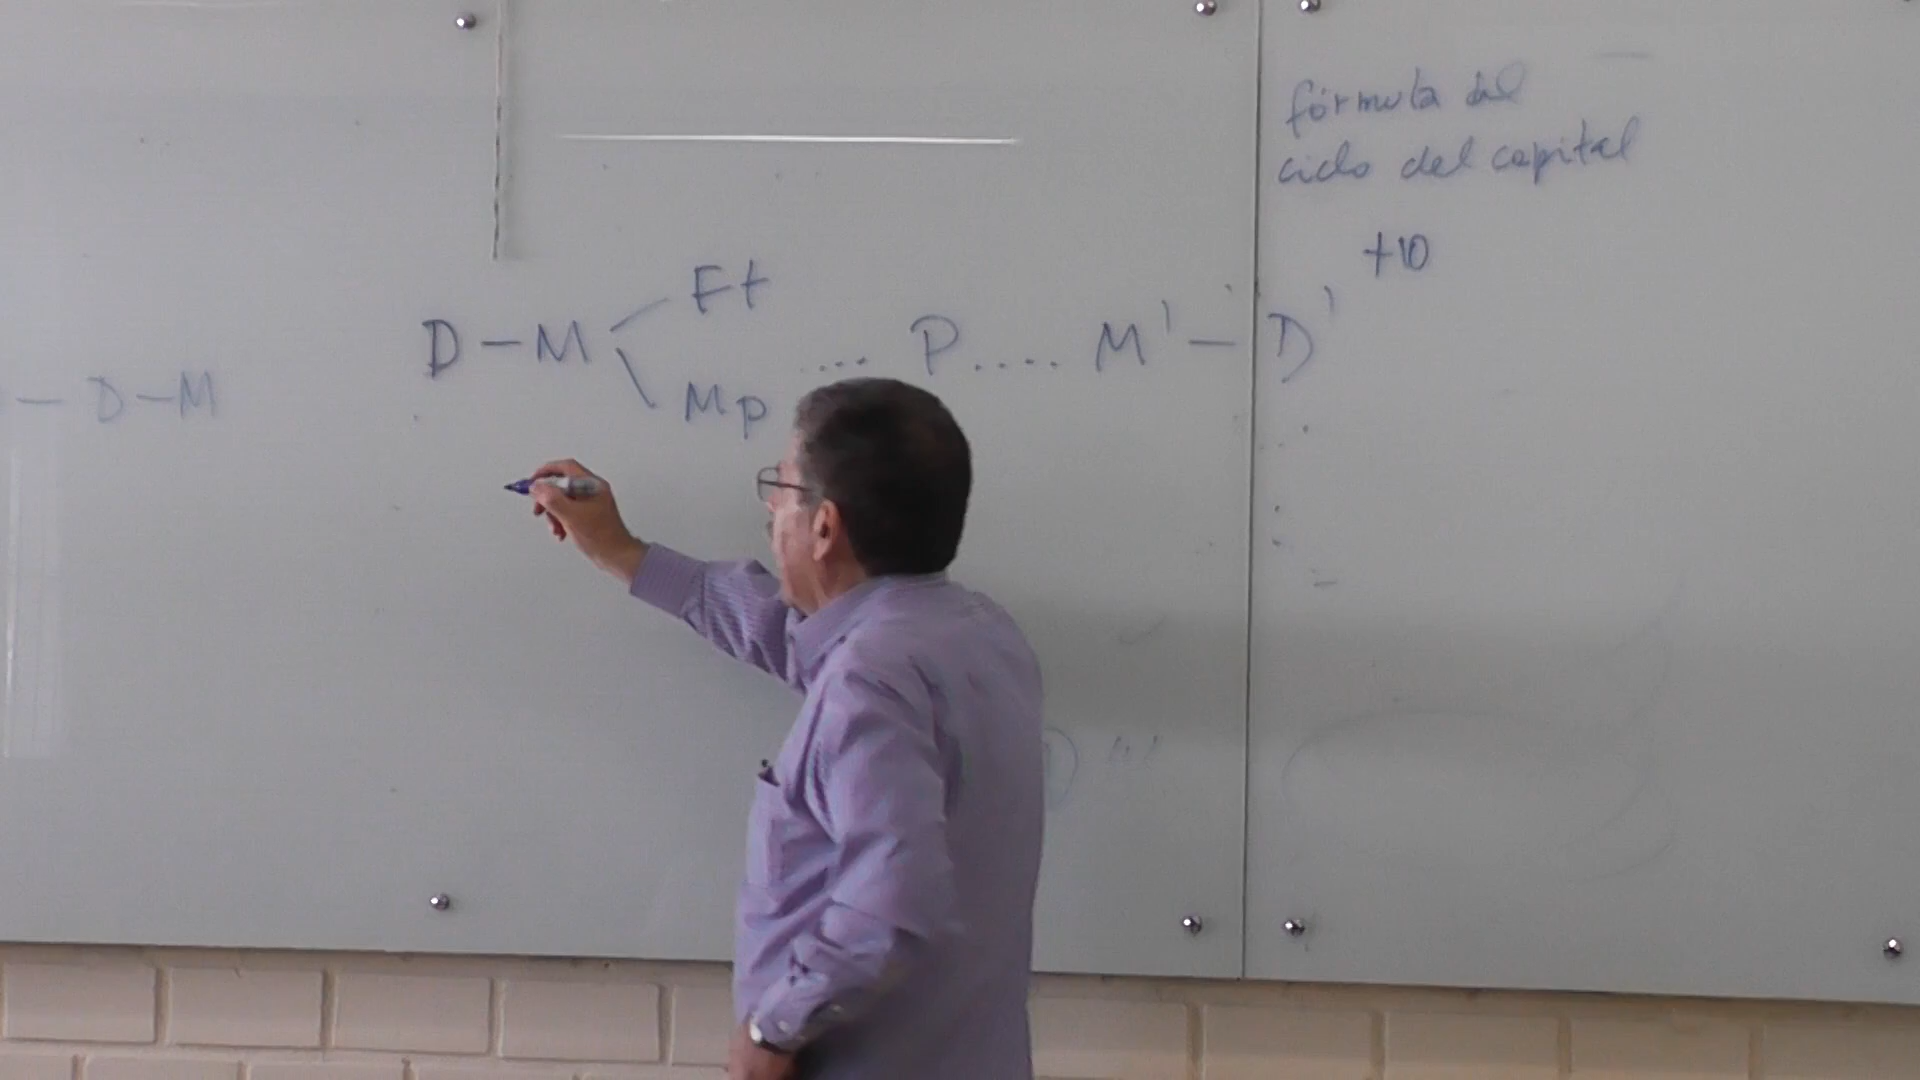 fórmula del
ciclo del capital
+10
Ft
D – M .... P .... M' – D'
Mp
– D – M